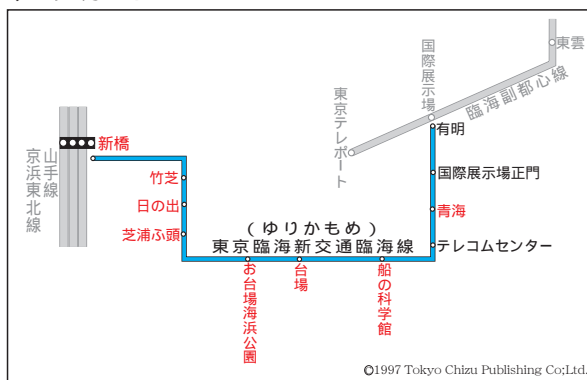 東雲
国際展示場
臨海副都心線
東京テレポート
有明
新橋
山手線
京浜東北線
竹芝
国際展示場正門
日の出
青海
芝浦ふ頭
(ゆりかもめ)
東京臨海新交通臨海線
テレコムセンター
お台場海浜公園
台場
船の科学館
©1997 Tokyo Chizu Publishing Co;Ltd.